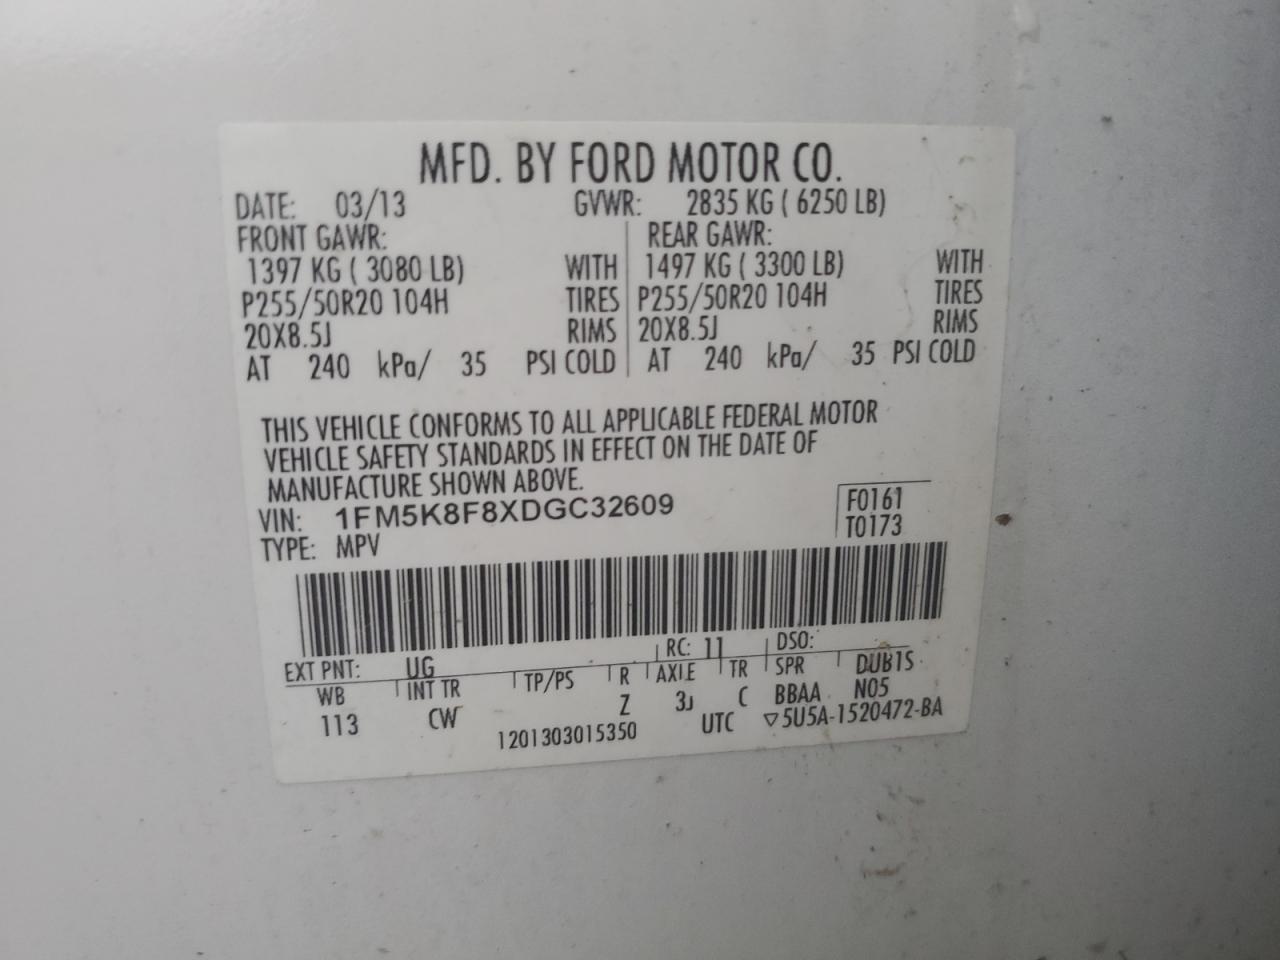 MFD. BY FORD MOTOR CO.
DATE: 03/13 GVWR: 2835 KG ( 6250 LB)
FRONT GAWR: REAR GAWR:
1397 KG ( 3080 LB) WITH 1497 KG ( 3300 LB) WITH
P255/50R20 104H TIRES P255/50R20 104H TIRES
20X8.5J RIMS 20X8.5J RIMS
AT 240 kPa/ 35 PSI COLD AT 240 kPa/ 35 PSI COLD
THIS VEHICLE CONFORMS TO ALL APPLICABLE FEDERAL MOTOR
VEHICLE SAFETY STANDARDS IN EFFECT ON THE DATE OF
MANUFACTURE SHOWN ABOVE.
VIN: 1FM5K8F8XDGC32609 F0161
TYPE: MPV T0173
EXT PNT: UG RC: 11 DSO:
WB INT TR TP/PS R AXLE TR SPR DUB1S
113 CW Z 3J C BBAA N05
1201303015350 UTC ▽5U5A-1520472-BA